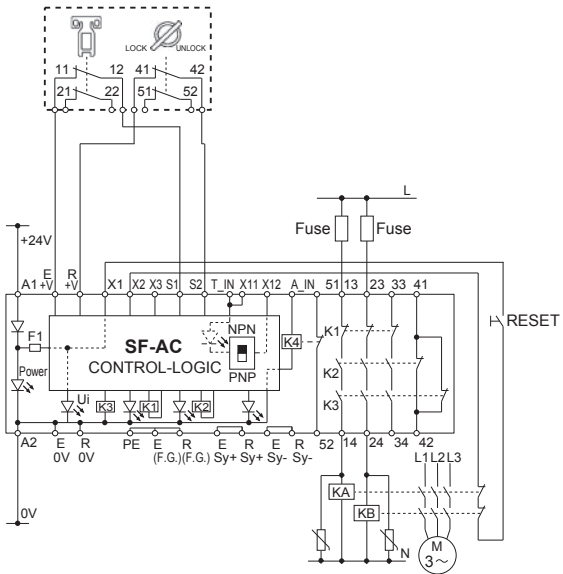 LOCK UNLOCK
11 12 41 42
21 22 51 52
L
Fuse Fuse
+24V
E +V R +V
A1 X1 X2 X3 S1 S2 T_IN X11 X12 A_IN 51 13 23 33 41
RESET
F1
SF-AC
CONTROL-LOGIC
NPN
PNP
K4
K1
Power
K2
Ui
K3 K1 K2
K3
A2 E 0V R 0V PE E (F.G.) R (F.G.) E Sy+ R Sy+ E Sy- R Sy- 52 14 24 34 42
L1 L2 L3
KA
KB
0V
N
M
3~